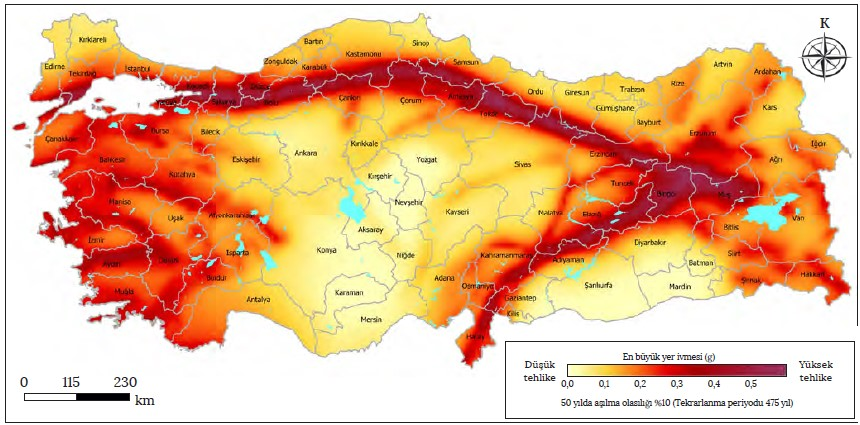 K
Kırklareli
Edirne
Tekirdağ
İstanbul
Bartın
Zonguldak
Karabük
Kastamonu
Sinop
Samsun
Ordu
Giresun
Trabzon
Rize
Artvin
Ardahan
Kars
Gümüşhane
Bayburt
Iğdır
Ağrı
Erzurum
Erzincan
Tokat
Amasya
Çorum
Çankırı
Bolu
Sakarya
Bilecik
Bursa
Çanakkale
Balıkesir
Kütahya
Eskişehir
Ankara
Kırıkkale
Kırşehir
Yozgat
Sivas
Tunceli
Bingöl
Muş
Van
Bitlis
Siirt
Hakkari
Şırnak
Batman
Mardin
Diyarbakır
Elazığ
Malatya
Adıyaman
Şanlıurfa
Kahramanmaraş
Gaziantep
Kilis
Osmaniye
Hatay
Adana
Kayseri
Nevşehir
Aksaray
Niğde
Konya
Karaman
Mersin
Antalya
Isparta
Burdur
Afyonkarahisar
Uşak
Manisa
İzmir
Aydın
Denizli
Muğla
0 115 230
km
En büyük yer ivmesi (g)
Düşük tehlike
Yüksek tehlike
0,0 0,1 0,2 0,3 0,4 0,5
50 yılda aşılma olasılığı %10 (Tekrarlanma periyodu 475 yıl)